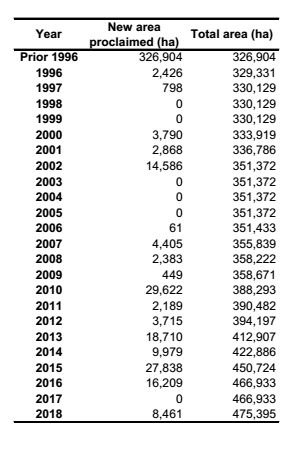 Year New area proclaimed (ha) Total area (ha)
Prior 1996 326,904 326,904
1996 2,426 329,331
1997 798 330,129
1998 0 330,129
1999 0 330,129
2000 3,790 333,919
2001 2,868 336,786
2002 14,586 351,372
2003 0 351,372
2004 0 351,372
2005 0 351,372
2006 61 351,433
2007 4,405 355,839
2008 2,383 358,222
2009 449 358,671
2010 29,622 388,293
2011 2,189 390,482
2012 3,715 394,197
2013 18,710 412,907
2014 9,979 422,886
2015 27,838 450,724
2016 16,209 466,933
2017 0 466,933
2018 8,461 475,395